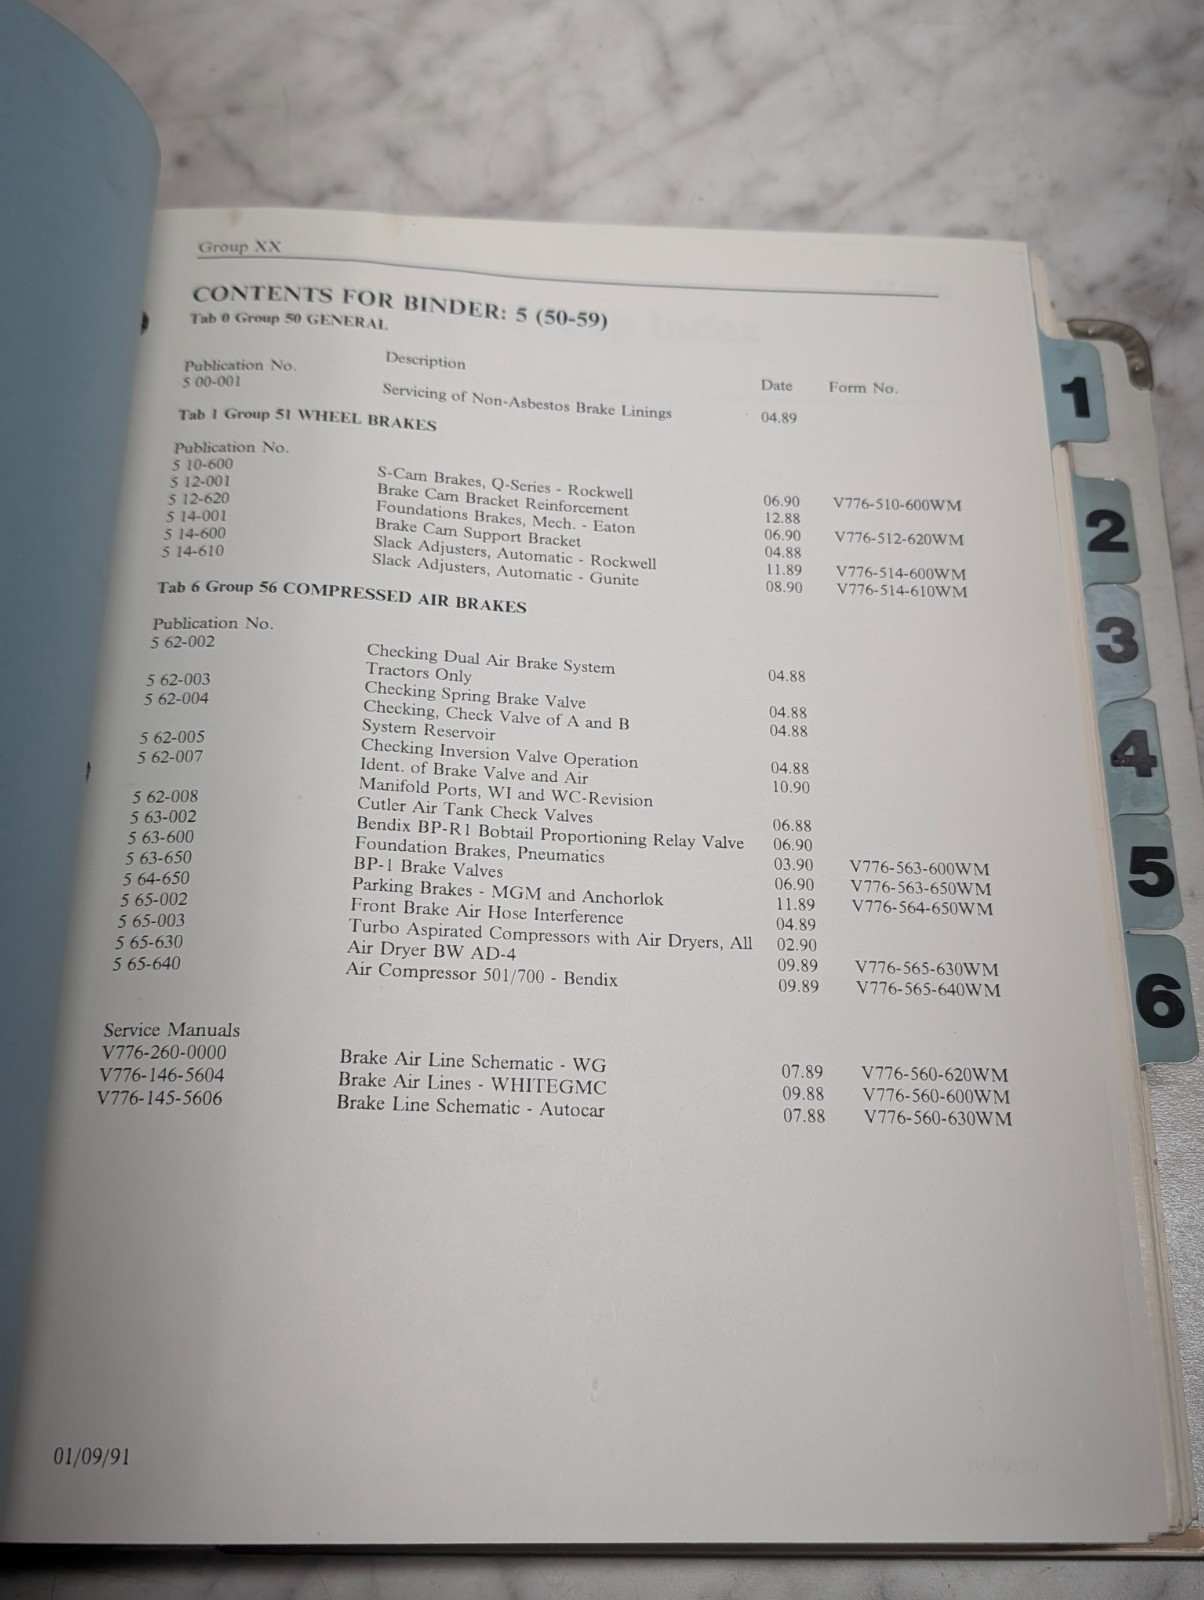 Group XX
CONTENTS FOR BINDER: 5 (50-59)
Tab 0 Group 50 GENERAL
Publication No. Description Date Form No.
5 00-001 Servicing of Non-Asbestos Brake Linings 04.89
Tab 1 Group 51 WHEEL BRAKES
Publication No.
5 10-600 S-Cam Brakes, Q-Series - Rockwell 06.90 V776-510-600WM
5 12-001 Brake Cam Bracket Reinforcement 12.88
5 12-620 Foundations Brakes, Mech. - Eaton 06.90 V776-512-620WM
5 14-001 Brake Cam Support Bracket 04.88
5 14-600 Slack Adjusters, Automatic - Rockwell 11.89 V776-514-600WM
5 14-610 Slack Adjusters, Automatic - Gunite 08.90 V776-514-610WM
Tab 6 Group 56 COMPRESSED AIR BRAKES
Publication No.
5 62-002 Checking Dual Air Brake System 04.88
Tractors Only
5 62-003 Checking Spring Brake Valve 04.88
5 62-004 Checking, Check Valve of A and B 04.88
System Reservoir
5 62-005 Checking Inversion Valve Operation 04.88
5 62-007 Ident. of Brake Valve and Air 10.90
Manifold Ports, WI and WC-Revision
5 62-008 Cutler Air Tank Check Valves 06.88
5 63-002 Bendix BP-R1 Bobtail Proportioning Relay Valve 06.90
5 63-600 Foundation Brakes, Pneumatics 03.90 V776-563-600WM
5 63-650 BP-1 Brake Valves 06.90 V776-563-650WM
5 64-650 Parking Brakes - MGM and Anchorlok 11.89 V776-564-650WM
5 65-002 Front Brake Air Hose Interference 04.89
5 65-003 Turbo Aspirated Compressors with Air Dryers, All 02.90
5 65-630 Air Dryer BW AD-4 09.89 V776-565-630WM
5 65-640 Air Compressor 501/700 - Bendix 09.89 V776-565-640WM
Service Manuals
V776-260-0000 Brake Air Line Schematic - WG 07.89 V776-560-620WM
V776-146-5604 Brake Air Lines - WHITEGMC 09.88 V776-560-600WM
V776-145-5606 Brake Line Schematic - Autocar 07.88 V776-560-630WM
01/09/91
1
2
3
4
5
6